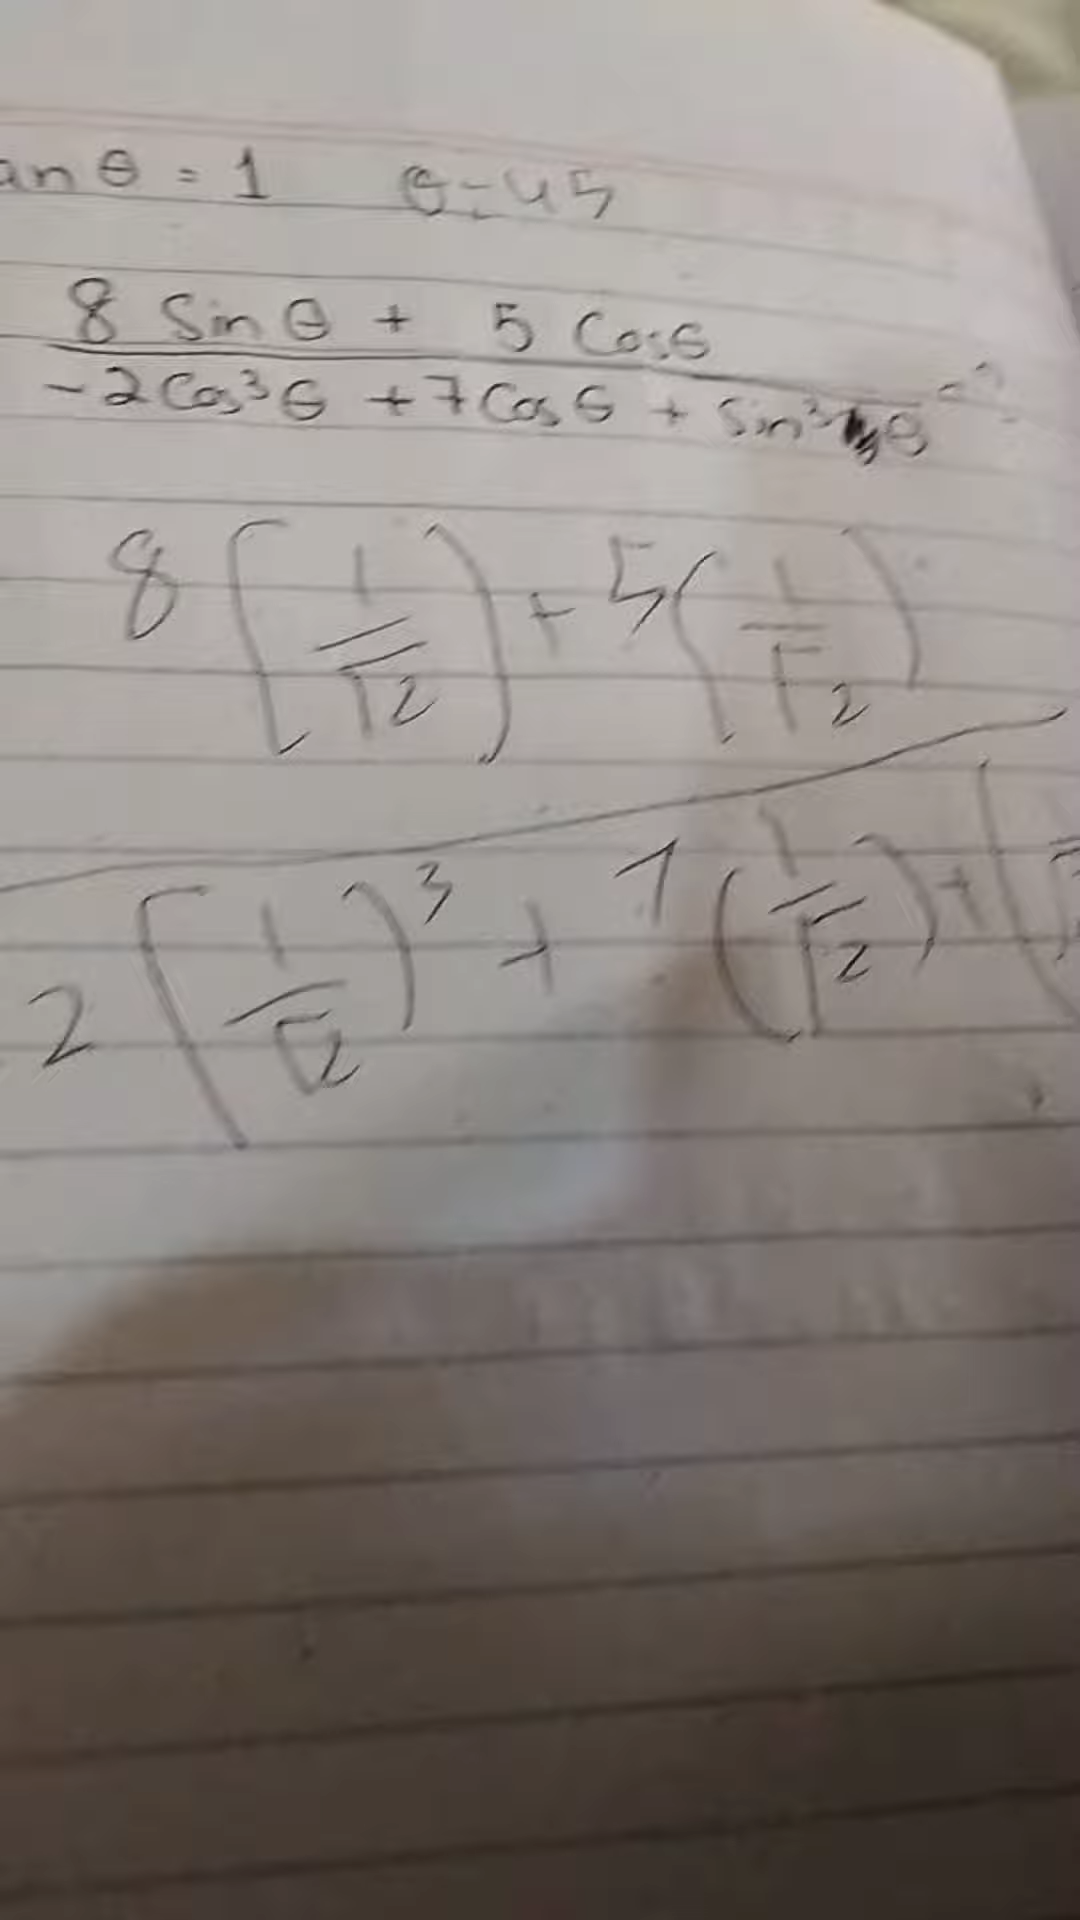 an θ = 1 θ = 45
8 Sin θ + 5 Cos θ
-2 Cos³ θ + 7 Cos θ + Sin³ θ = ?
8 (1/√2) + 5 (1/√2)
2 (1/√2)³ + 7 (1/√2) + (